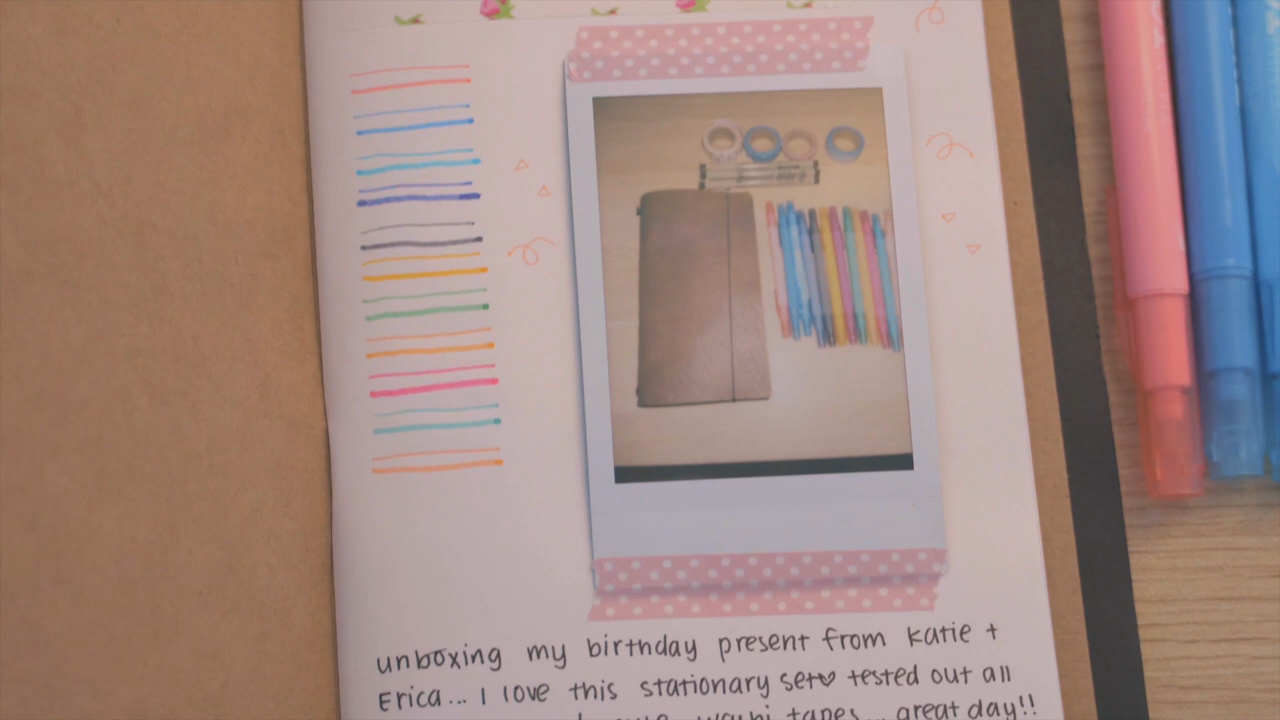 unboxing my birthday present from Katie +
Erica... I love this stationary set♡ tested out all
washi tapes... great day!!